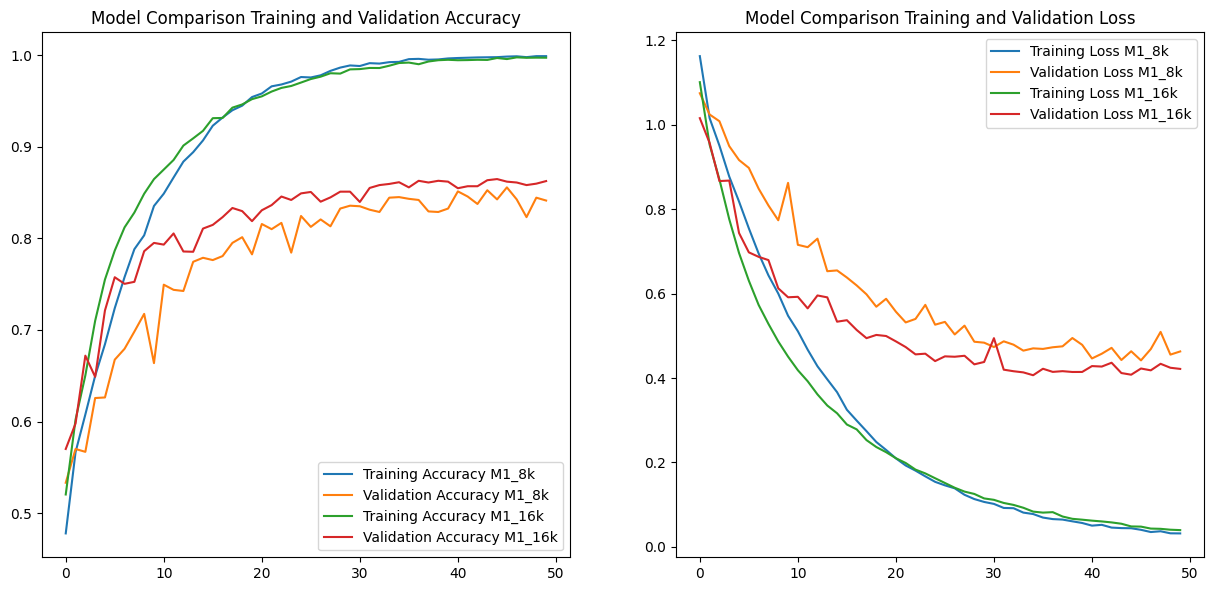 Model Comparison Training and Validation Accuracy
1.0
0.9
0.8
0.7
0.6
0.5
0
10
20
30
40
50
Training Accuracy M1_8k
Validation Accuracy M1_8k
Training Accuracy M1_16k
Validation Accuracy M1_16k
Model Comparison Training and Validation Loss
1.2
1.0
0.8
0.6
0.4
0.2
0.0
0
10
20
30
40
50
Training Loss M1_8k
Validation Loss M1_8k
Training Loss M1_16k
Validation Loss M1_16k